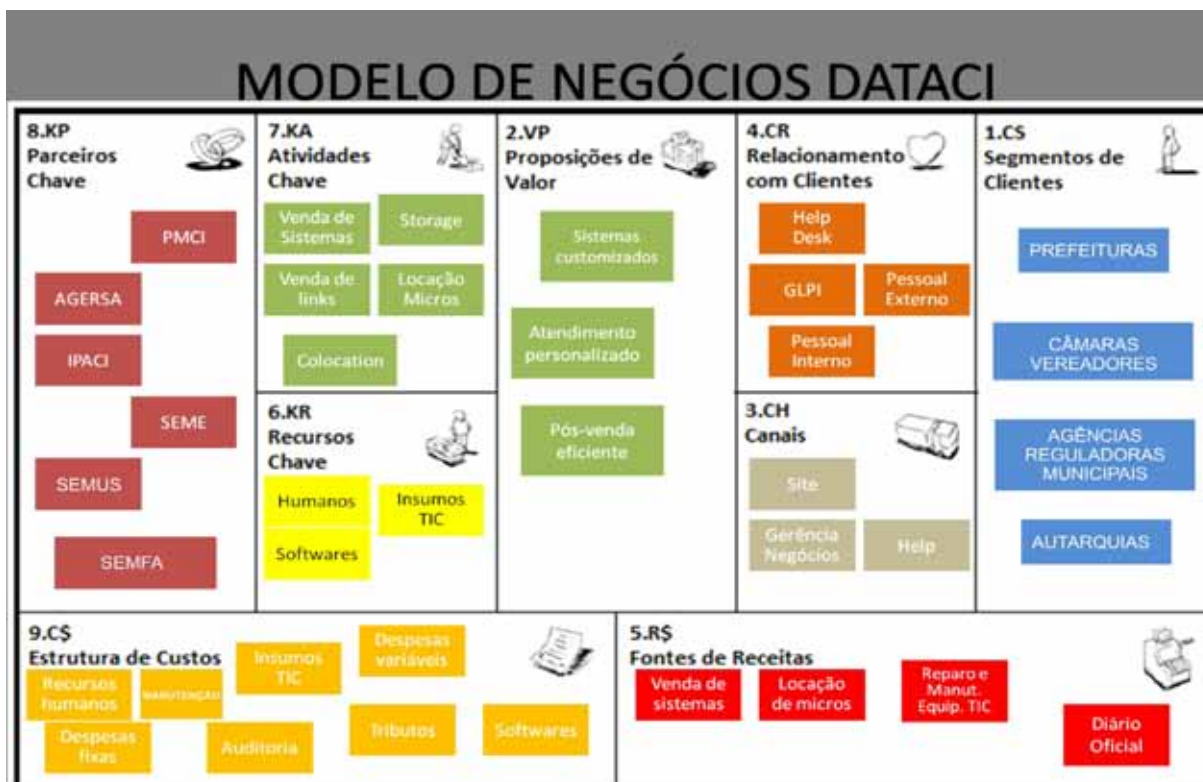 MODELO DE NEGÓCIOS DATACI
8.KP
Parceiros
Chave
PMCI
AGERSA
IPACI
SEME
SEMUS
SEMFA
7.KA
Atividades
Chave
Venda de
Sistemas
Storage
Venda de
links
Locação
Micros
Colocation
6.KR
Recursos
Chave
Humanos
Insumos
TIC
Softwares
2.VP
Proposições de
Valor
Sistemas
customizados
Atendimento
personalizado
Pós-venda
eficiente
4.CR
Relacionamento
com Clientes
Help
Desk
GLPI
Pessoal
Externo
Pessoal
Interno
3.CH
Canais
Site
Gerência
Negócios
Help
1.CS
Segmentos de
Clientes
PREFEITURAS
CÂMARAS
VEREADORES
AGÊNCIAS
REGULADORAS
MUNICIPAIS
AUTARQUIAS
9.C$
Estrutura de Custos
Insumos
TIC
Despesas
variáveis
Recursos
humanos
MANUTENÇÃO
Despesas
fixas
Auditoria
Tributos
Softwares
5.R$
Fontes de Receitas
Venda de
sistemas
Locação
de micros
Reparo e
Manut.
Equip. TIC
Diário
Oficial